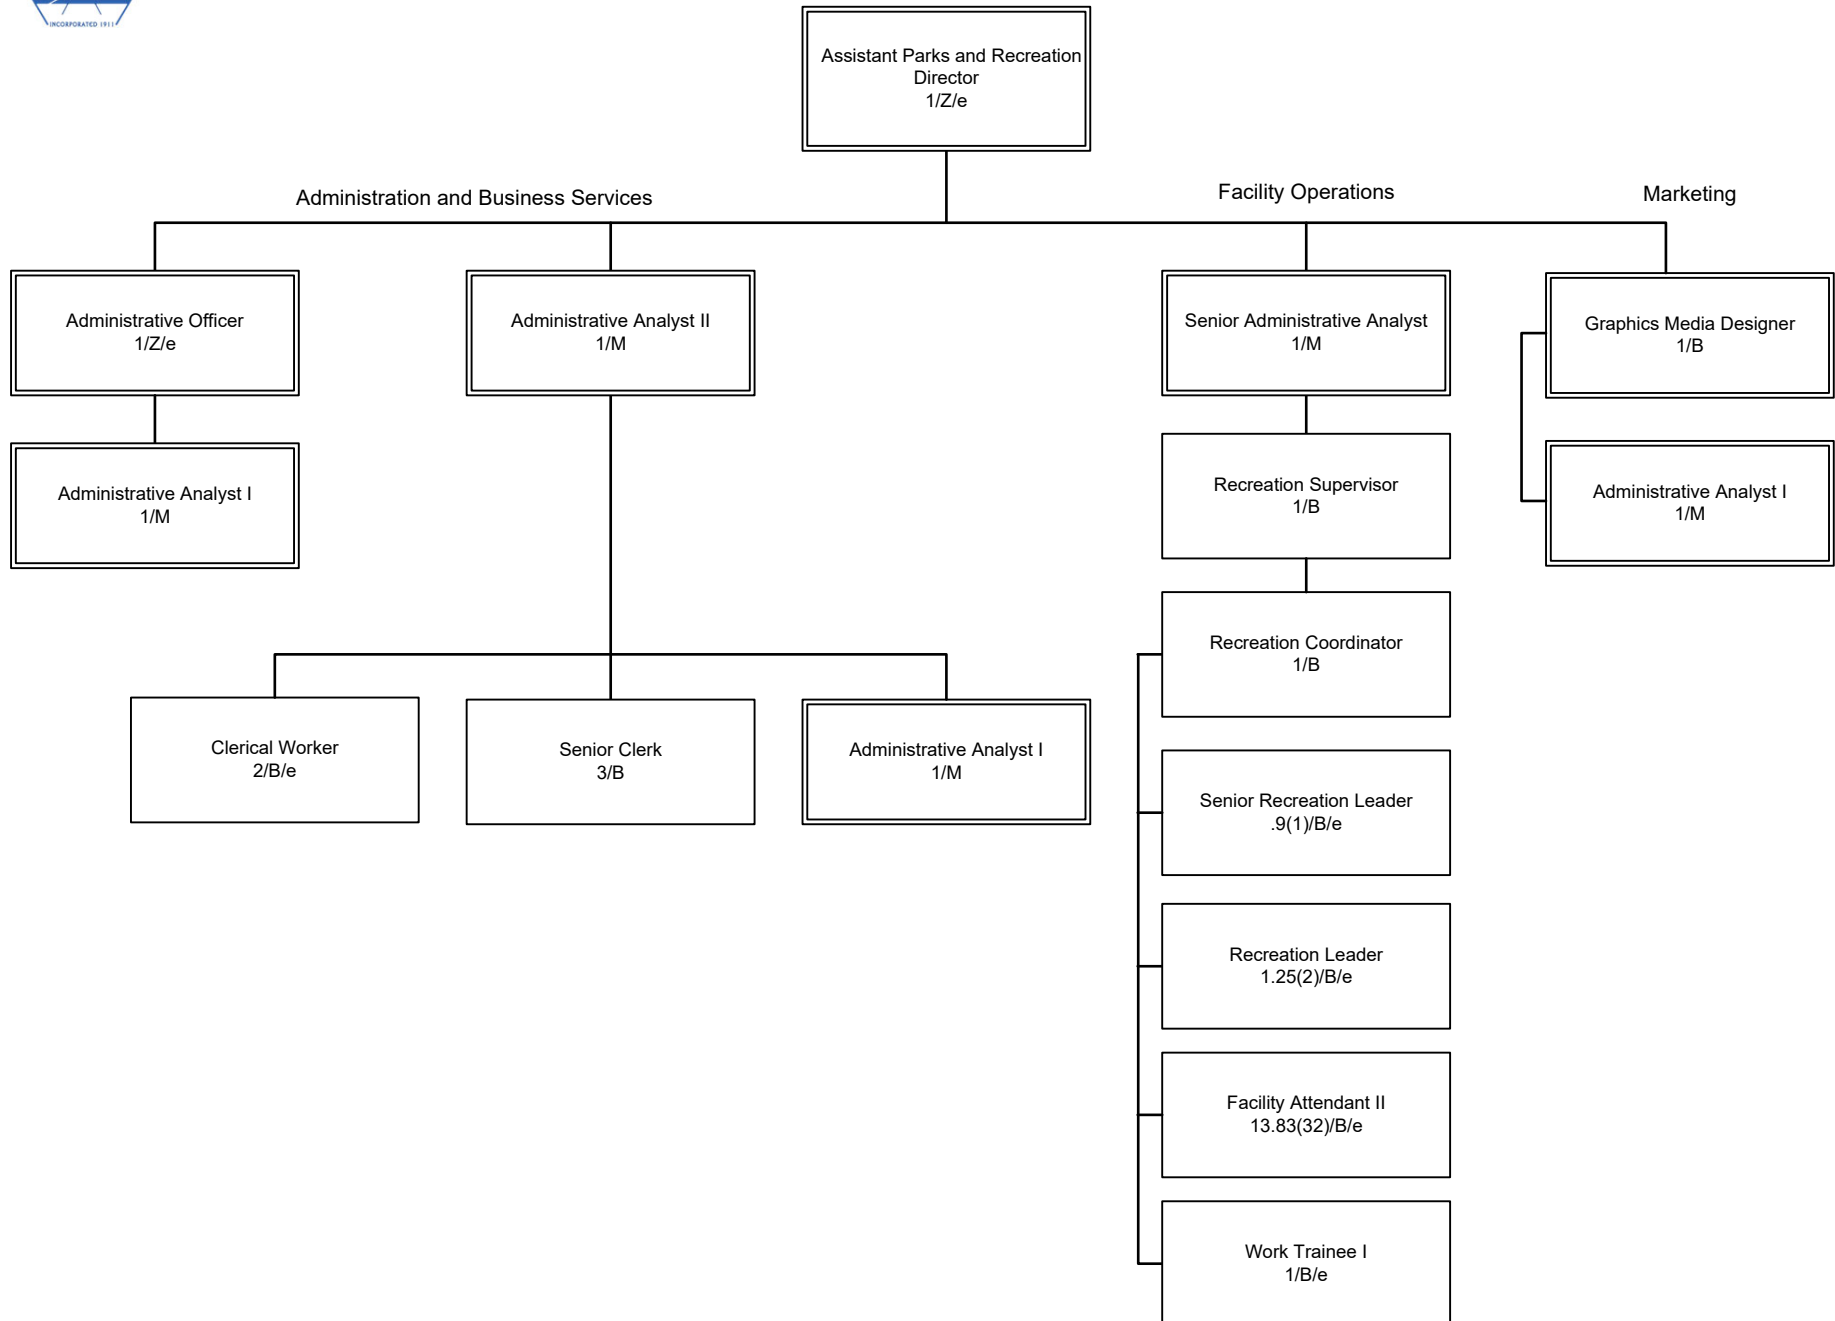 INCORPORATED 1911
Assistant Parks and Recreation
Director
1/Z/e
Administration and Business Services
Facility Operations
Marketing
Administrative Officer
1/Z/e
Administrative Analyst II
1/M
Senior Administrative Analyst
1/M
Graphics Media Designer
1/B
Administrative Analyst I
1/M
Recreation Supervisor
1/B
Administrative Analyst I
1/M
Recreation Coordinator
1/B
Clerical Worker
2/B/e
Senior Clerk
3/B
Administrative Analyst I
1/M
Senior Recreation Leader
.9(1)/B/e
Recreation Leader
1.25(2)/B/e
Facility Attendant II
13.83(32)/B/e
Work Trainee I
1/B/e